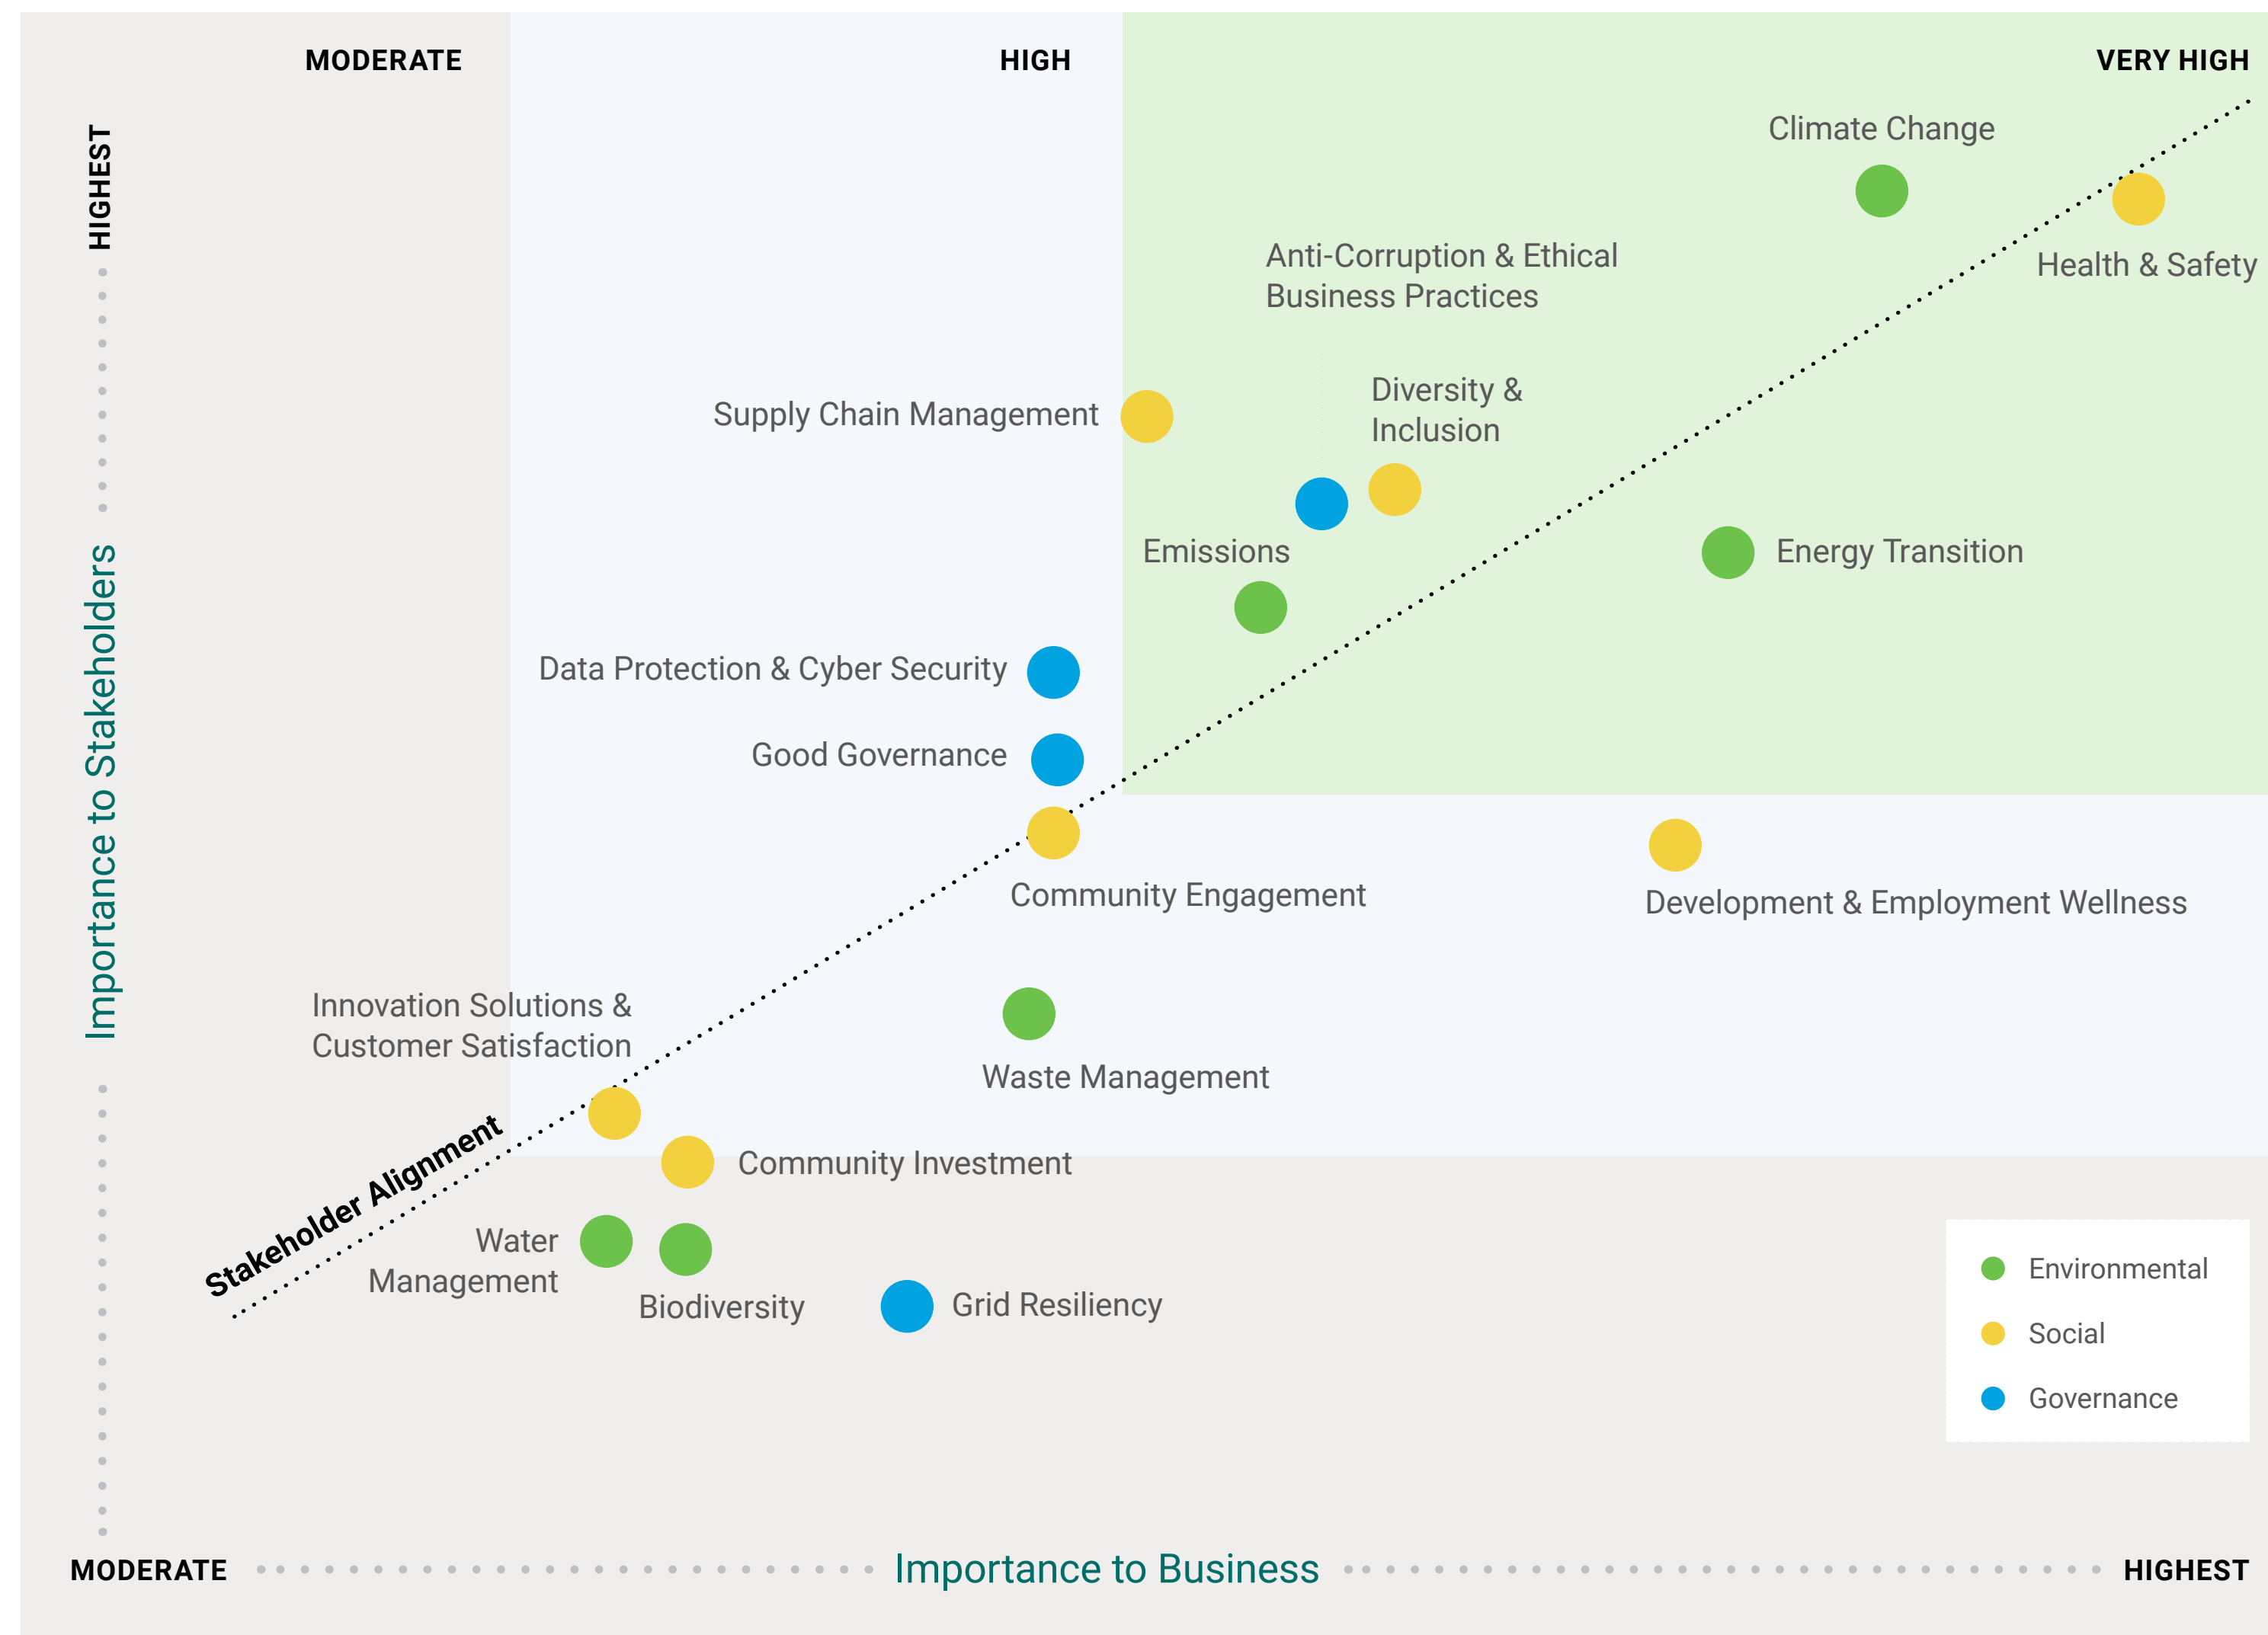 MODERATE
HIGH
VERY HIGH
HIGHEST
Importance to Stakeholders
Climate Change
Health & Safety
Anti-Corruption & Ethical
Business Practices
Diversity &
Inclusion
Supply Chain Management
Emissions
Energy Transition
Data Protection & Cyber Security
Good Governance
Community Engagement
Development & Employment Wellness
Innovation Solutions &
Customer Satisfaction
Waste Management
Stakeholder Alignment
Community Investment
Water
Management
Biodiversity
Grid Resiliency
Environmental
Social
Governance
MODERATE
Importance to Business
HIGHEST